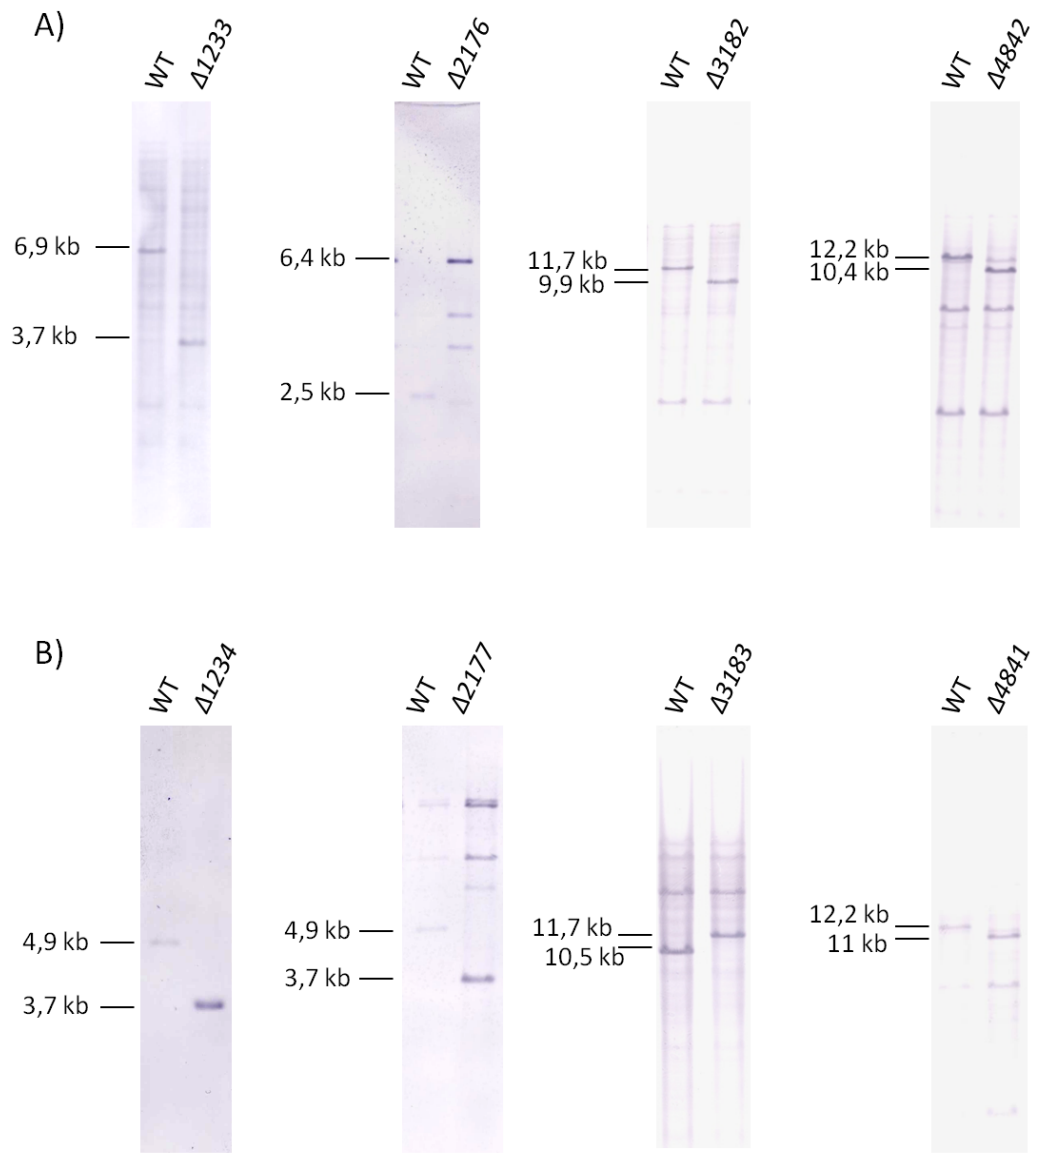 A)
WT Δ1233
6,9 kb
3,7 kb
WT Δ2176
6,4 kb
2,5 kb
WT Δ3182
11,7 kb
9,9 kb
WT Δ4842
12,2 kb
10,4 kb
B)
WT Δ1234
4,9 kb
3,7 kb
WT Δ2177
4,9 kb
3,7 kb
WT Δ3183
11,7 kb
10,5 kb
WT Δ4841
12,2 kb
11 kb